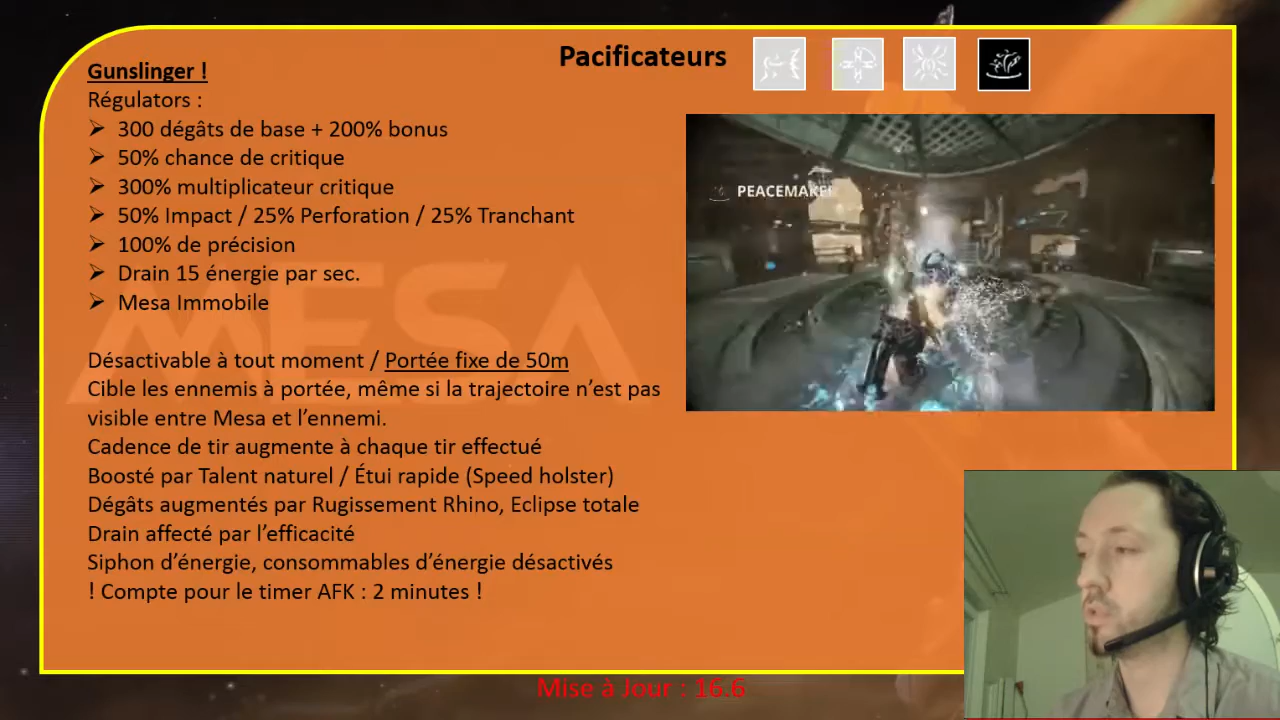 Pacificateurs
Gunslinger !
Régulators :
300 dégâts de base + 200% bonus
50% chance de critique
300% multiplicateur critique
50% Impact / 25% Perforation / 25% Tranchant
100% de précision
Drain 15 énergie par sec.
Mesa Immobile
Désactivable à tout moment / Portée fixe de 50m
Cible les ennemis à portée, même si la trajectoire n’est pas
visible entre Mesa et l’ennemi.
Cadence de tir augmente à chaque tir effectué
Boosté par Talent naturel / Étui rapide (Speed holster)
Dégâts augmentés par Rugissement Rhino, Eclipse totale
Drain affecté par l’efficacité
Siphon d’énergie, consommables d’énergie désactivés
! Compte pour le timer AFK : 2 minutes !
PEACEMAKER
MESA
Mise à Jour : 16.6